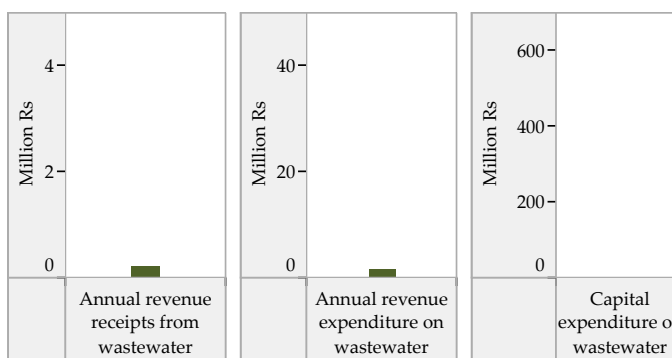 Million Rs
4
2
0
Annual revenue
receipts from
wastewater
Million Rs
40
20
0
Annual revenue
expenditure on
wastewater
Million Rs
600
400
200
0
Capital
expenditure o
wastewater